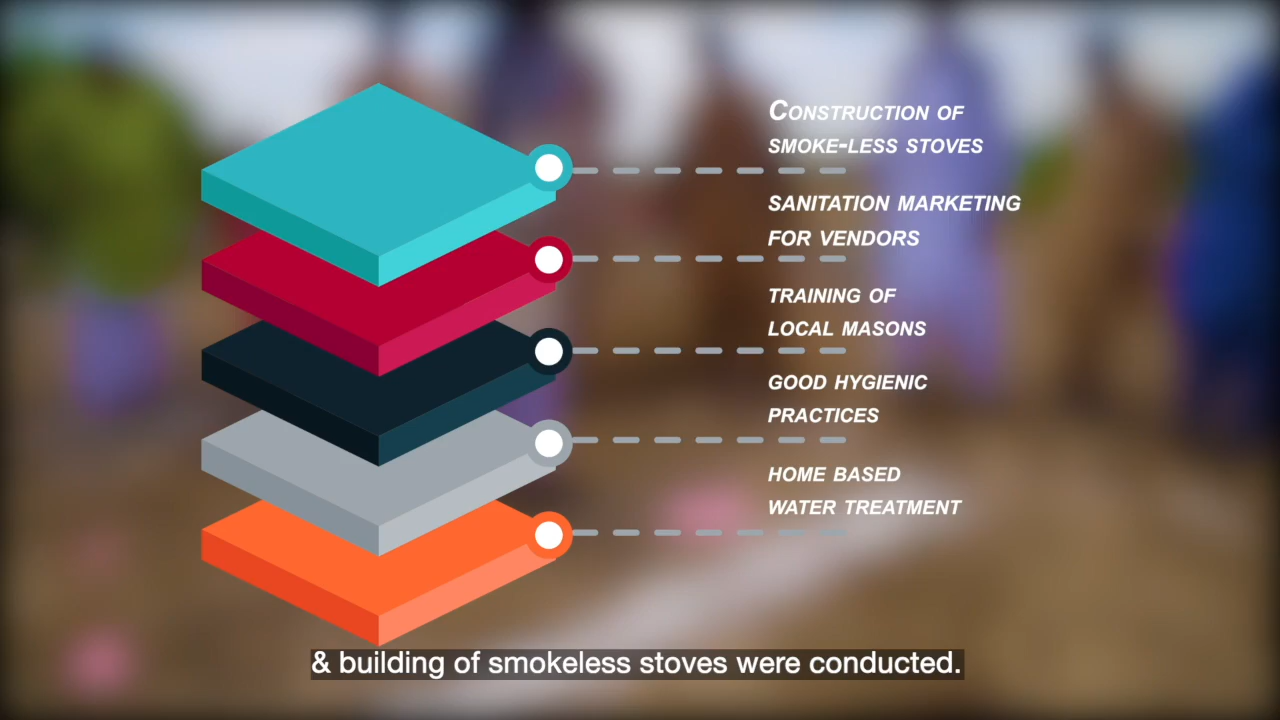 Construction of
smoke-less stoves
sanitation marketing
for vendors
training of
local masons
good hygienic
practices
home based
water treatment
& building of smokeless stoves were conducted.